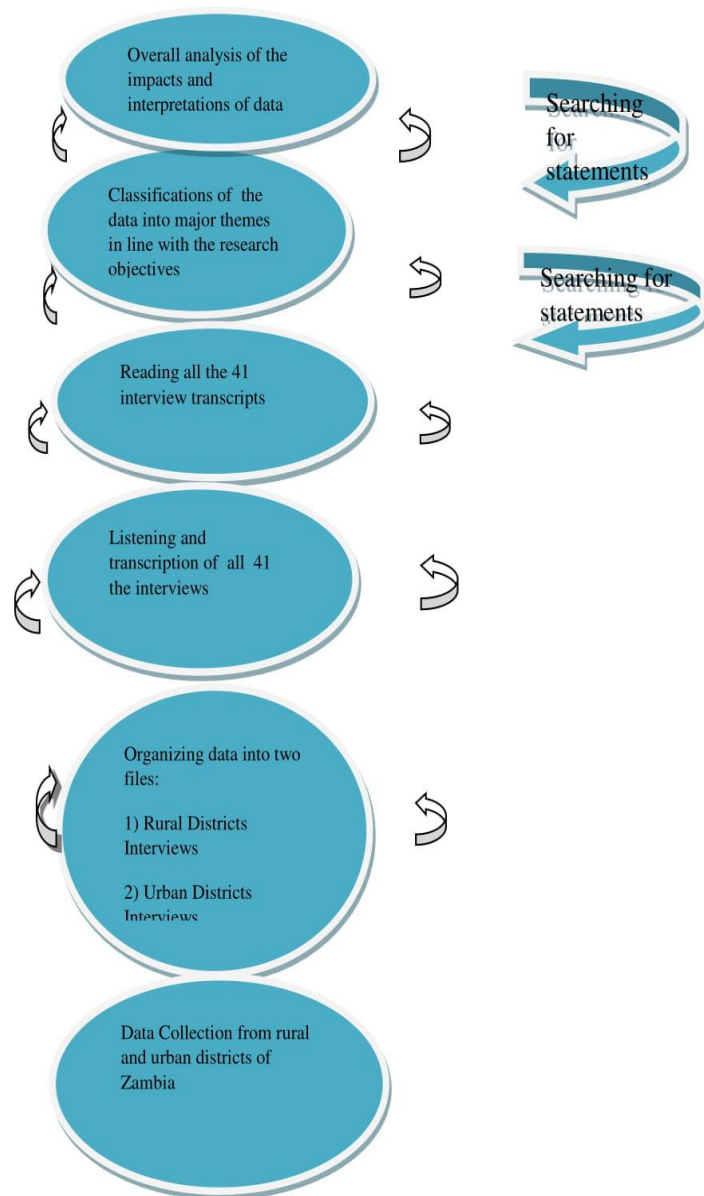 Overall analysis of the
impacts and
interpretations of data
Searching
for
statements
Classifications of the
data into major themes
in line with the research
objectives
Searching for
statements
Reading all the 41
interview transcripts
Listening and
transcription of all 41
the interviews
Organizing data into two
files:
1) Rural Districts
Interviews
2) Urban Districts
Interviews
Data Collection from rural
and urban districts of
Zambia